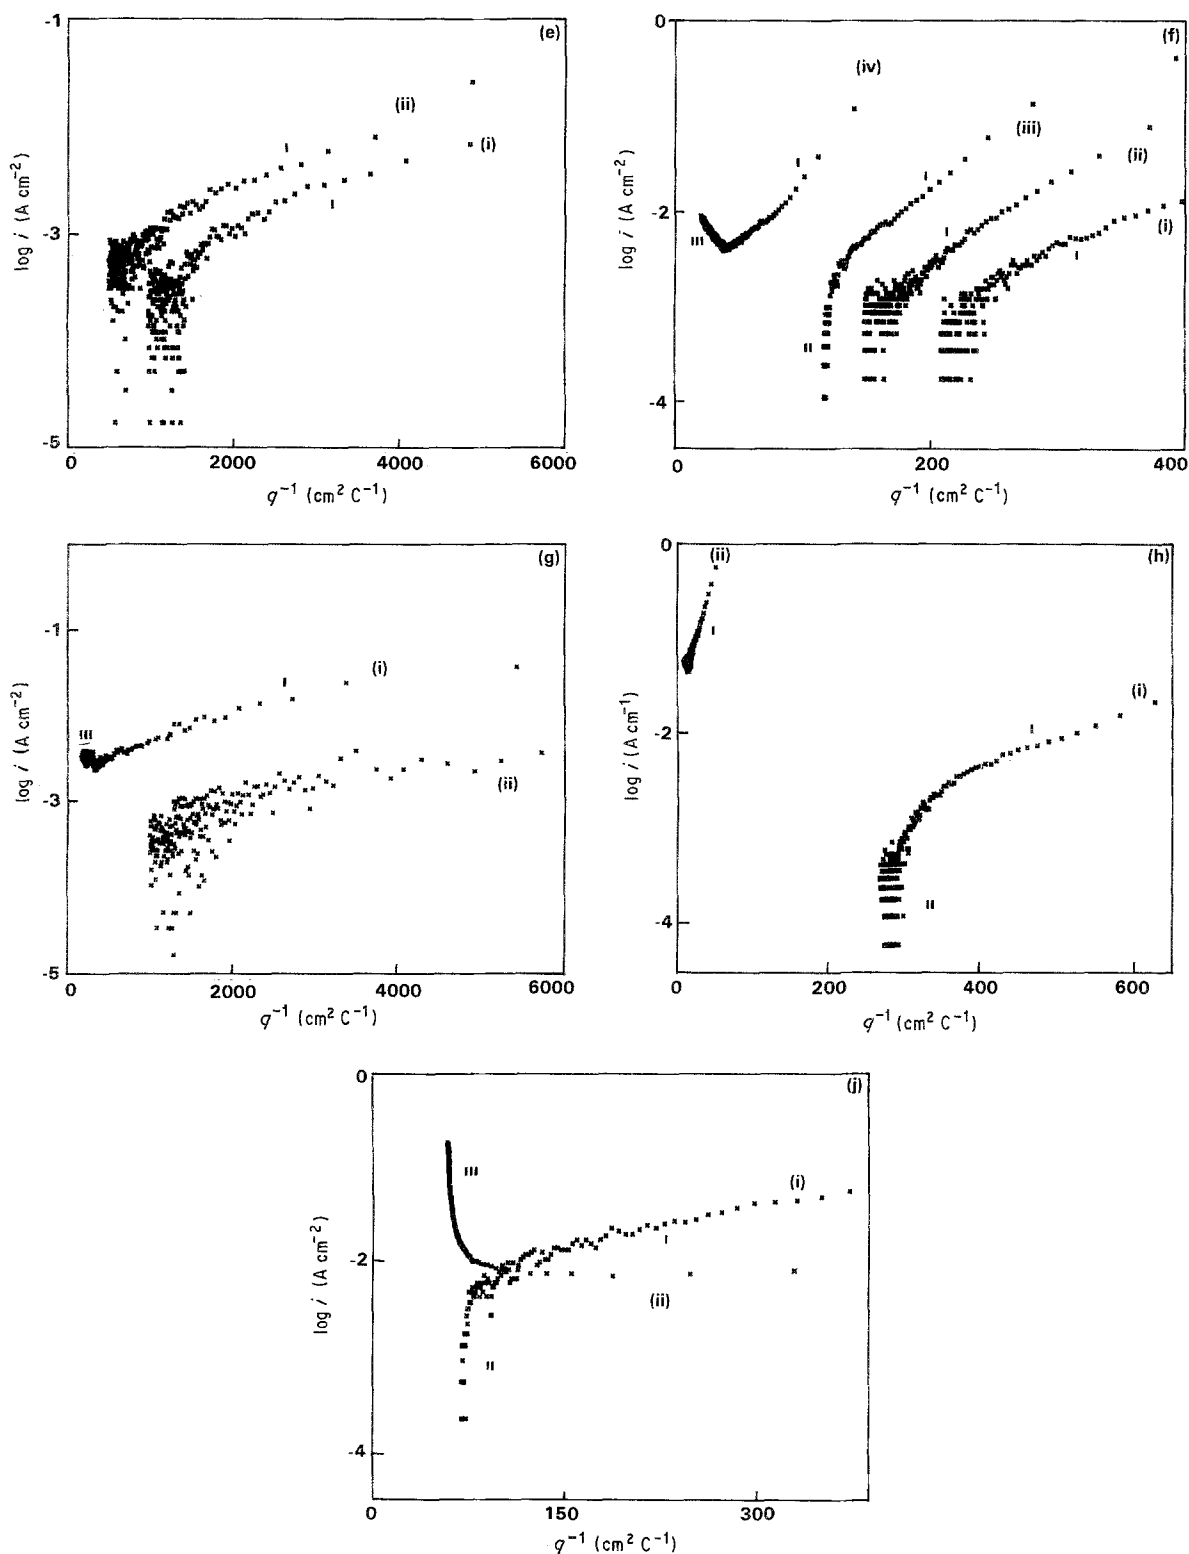 -1
(e)
(ii)
I
(i)
-3
I
log i (A cm⁻²)
-5
0 2000 4000 6000
q⁻¹ (cm² C⁻¹)
0
(f)
(iv)
(iii)
I
(ii)
I
-2
I
(i)
III
I
log i (A cm⁻²)
II
-4
0 200 400
q⁻¹ (cm² C⁻¹)
(g)
-1
(i)
I
III
(ii)
-3
log i (A cm⁻²)
-5
0 2000 4000 6000
q⁻¹ (cm² C⁻¹)
0
(ii)
(h)
I
(i)
-2
I
log i (A cm⁻¹)
II
-4
0 200 400 600
q⁻¹ (cm² C⁻¹)
0
(j)
III
(i)
I
-2
(ii)
log i (A cm⁻²)
II
-4
0 150 300
q⁻¹ (cm² C⁻¹)